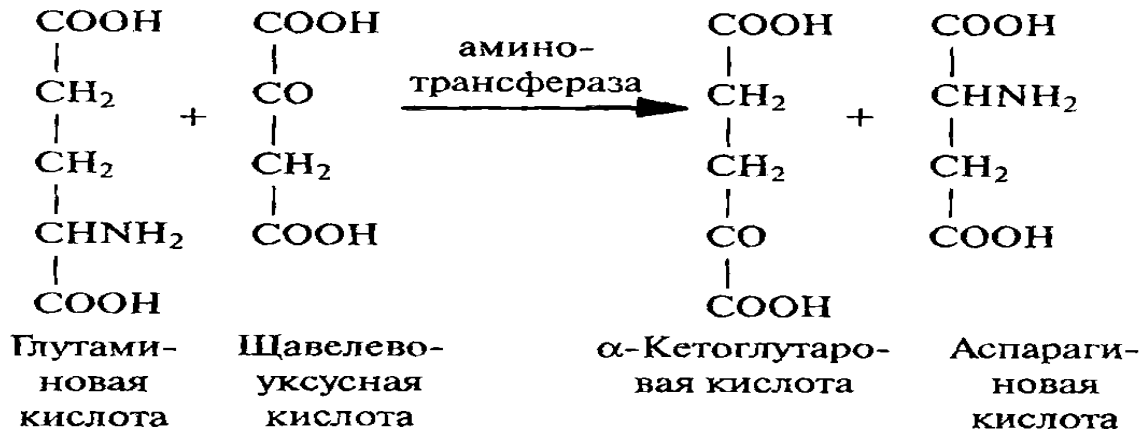 COOH COOH COOH COOH
амино-
трансфераза
CH₂ CO CH₂ CHNH₂
+ +
CH₂ CH₂ CH₂ CH₂
CHNH₂ COOH CO COOH
COOH COOH
Глутами- Щавелево- α-Кетоглутаро- Аспараги-
новая уксусная вая кислота новая
кислота кислота кислота